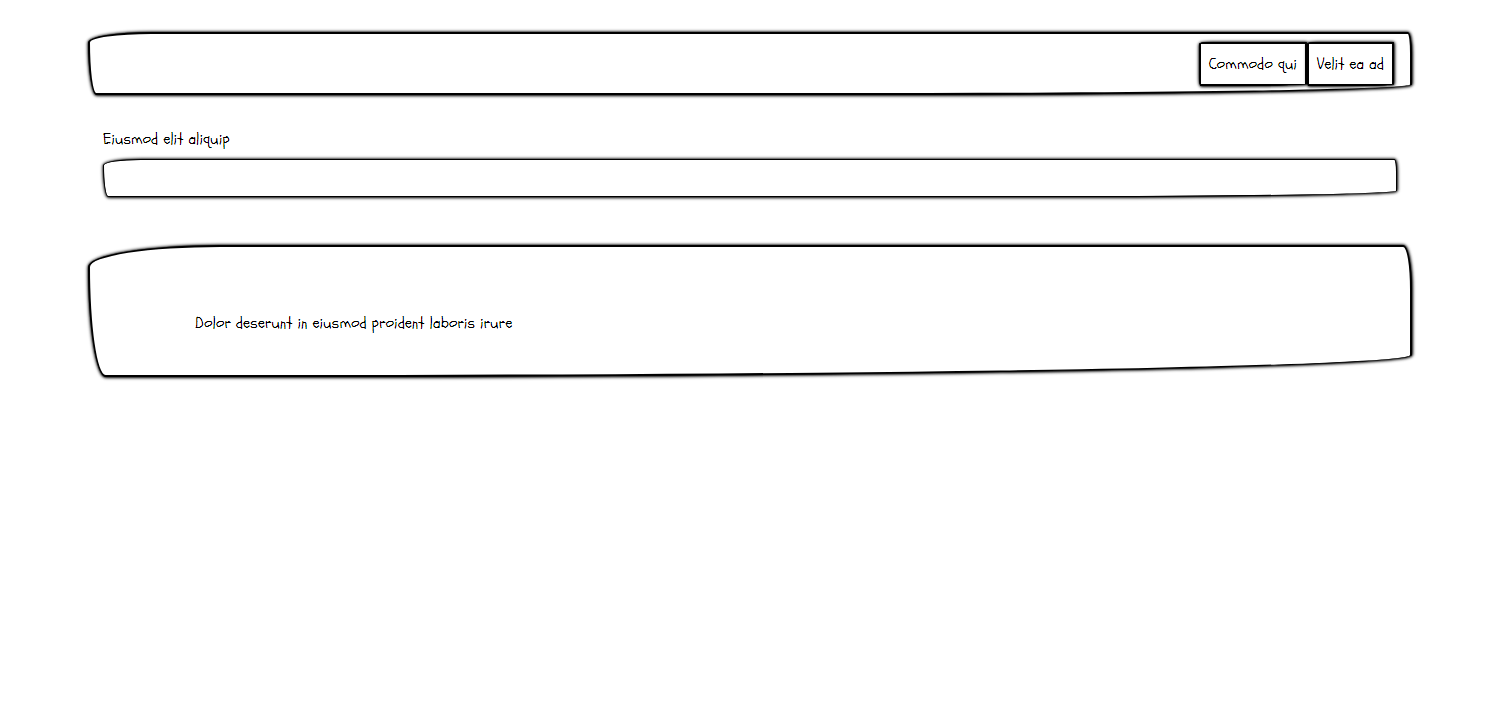 Commodo qui Velit ea ad
Eiusmod elit aliquip
Dolor deserunt in eiusmod proident laboris irure